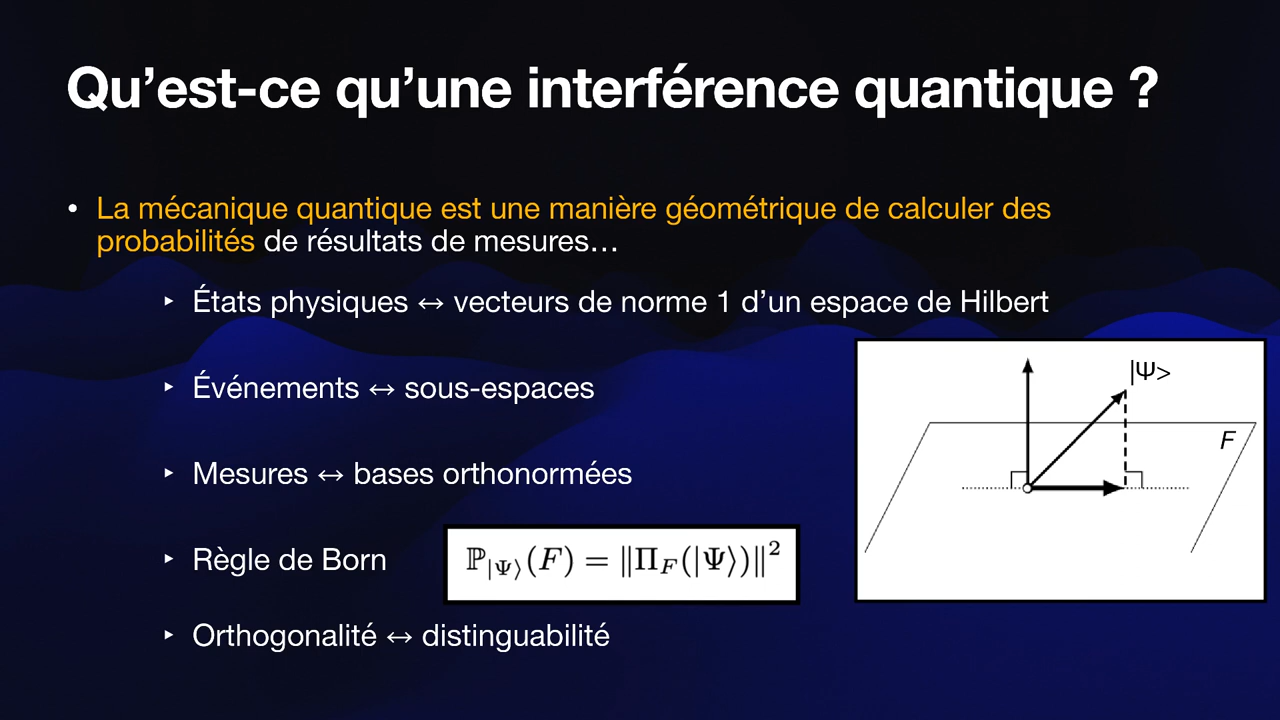 Qu’est-ce qu’une interférence quantique ?
• La mécanique quantique est une manière géométrique de calculer des
probabilités de résultats de mesures…
‣ États physiques ↔ vecteurs de norme 1 d’un espace de Hilbert
‣ Événements ↔ sous-espaces
‣ Mesures ↔ bases orthonormées
‣ Règle de Born
ℙ_{|Ψ⟩}(F) = ‖Π_F(|Ψ⟩)‖²
‣ Orthogonalité ↔ distinguabilité
|Ψ>
F